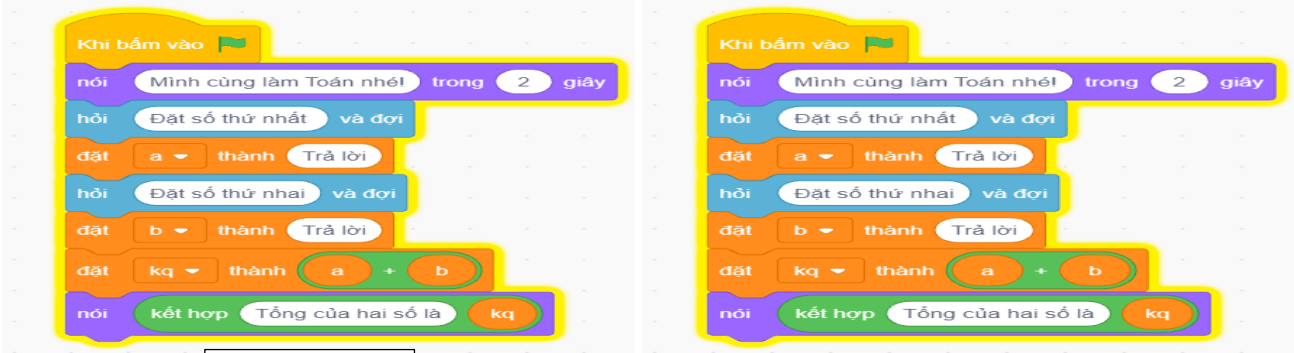 Khi bấm vào
nói Mình cùng làm Toán nhé! trong 2 giây
hỏi Đặt số thứ nhất và đợi
đặt a thành Trả lời
hỏi Đặt số thứ nhai và đợi
đặt b thành Trả lời
đặt kq thành a + b
nói kết hợp Tổng của hai số là kq
Khi bấm vào
nói Mình cùng làm Toán nhé! trong 2 giây
hỏi Đặt số thứ nhất và đợi
đặt a thành Trả lời
hỏi Đặt số thứ nhai và đợi
đặt b thành Trả lời
đặt kq thành a + b
nói kết hợp Tổng của hai số là kq